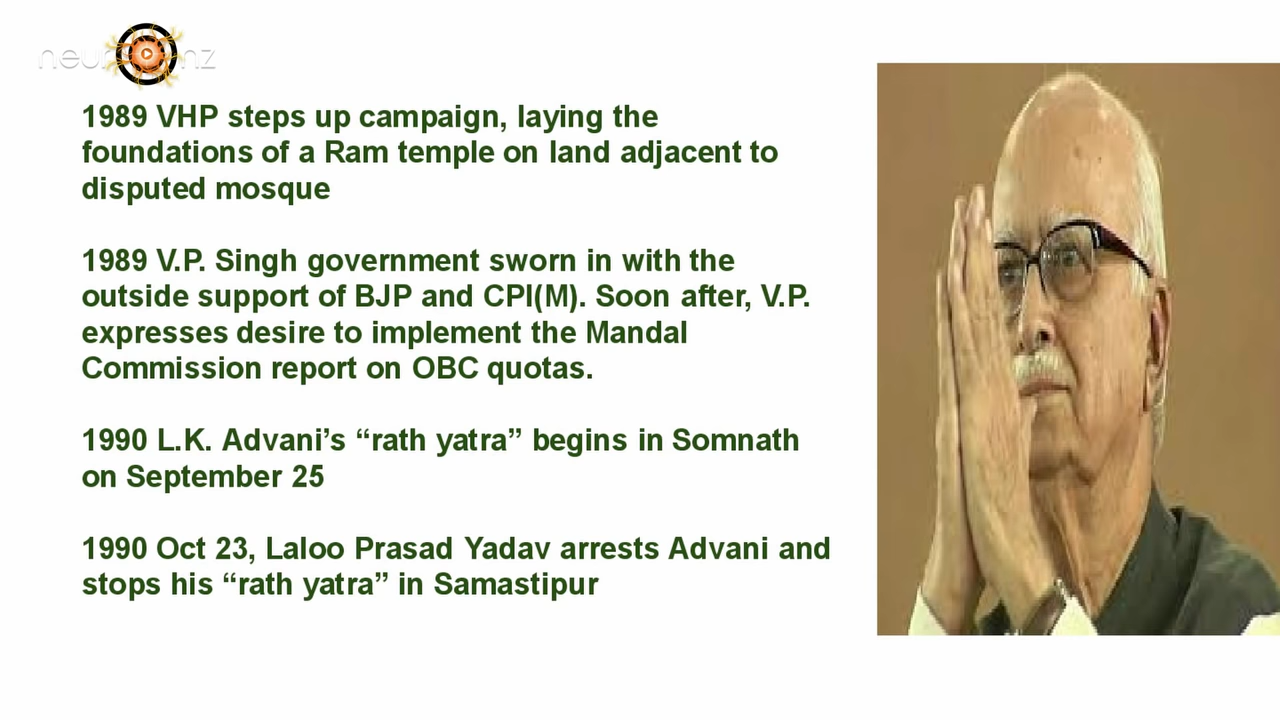 neur nz
1989 VHP steps up campaign, laying the
foundations of a Ram temple on land adjacent to
disputed mosque
1989 V.P. Singh government sworn in with the
outside support of BJP and CPI(M). Soon after, V.P.
expresses desire to implement the Mandal
Commission report on OBC quotas.
1990 L.K. Advani’s “rath yatra” begins in Somnath
on September 25
1990 Oct 23, Laloo Prasad Yadav arrests Advani and
stops his “rath yatra” in Samastipur